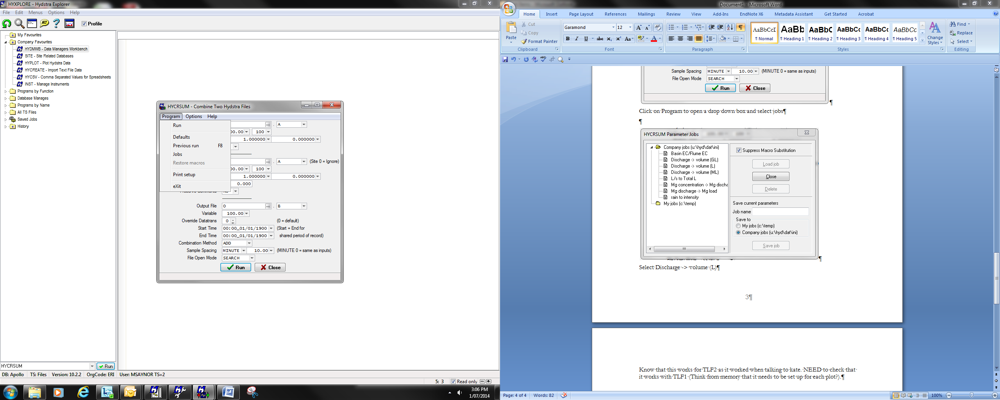 HYXPLORE - Hydstra Explorer
File Edit Menus Options Help
Profile
My Favourites
Company Favourites
HYDMWB - Data Managers Workbench
SITE - Site Related Databases
HYPLOT - Plot Hydstra Data
HYCREATE - Import Text File Data
HYCSV - Comma Separated Values for Spreadsheets
INST - Manage Instruments
Programs by Function
Database Manages
Programs by Name
All TS Files
Saved Jobs
History
HYCRSUM - Combine Two Hydstra Files
Program Options Help
Run
Defaults
Previous run F8
Jobs
Restore macros
Print setup
eXit
. A
00.00 100
1.000000 0.000000
. A (Site 0 = Ignore)
00.00 100
1.000000 0.000000
0.000
Output File 0 . B
Variable 100.00
Override Datatrans 0 (0 = default)
Start Time 00:00_01/01/1900 (Start = End for
End Time 00:00_01/01/1900 shared period of record)
Combination Method ADD
Sample Spacing MINUTE 10.00 (MINUTE 0 = same as inputs)
File Open Mode SEARCH
Run Close
HYCRSUM Run
DB: Apollo TS: Files Version: 10.2.2 OrgCode: ERI User: MSAYNOR TS=2
5: 3 Read only
3:06 PM
1/07/2014
Document1 - Microsoft Word
Home Insert Page Layout References Mailings Review View Add-Ins EndNote X6 Metadata Assistant Get Started Acrobat
Paste
Cut
Copy
Format Painter
Clipboard
Garamond 12
Font
Paragraph
AaBbCcI AaBb AaBbC AaBbCc AaBbCc AaBbCc
¶ Normal ¶ Heading 1 ¶ Heading 2 ¶ Heading 3 ¶ Heading 4 ¶ Heading 5
Change
Styles
Styles
Find
Replace
Select
Editing
Sample Spacing MINUTE 10.00 (MINUTE 0 = same as inputs)
File Open Mode SEARCH
Run Close
¶
Click·on·Program·to·open·a·drop·down·box·and·select·jobs¶
¶
HYCRSUM Parameter Jobs
Company jobs (u:\hyd\dat\ini)
Basin EC/Flume EC
Discharge -> volume (GL)
Discharge -> volume (L)
Discharge -> volume (ML)
L/s to Total L
Mg concentration -> Mg discha
Mg discharge -> Mg load
rain to intensity
My jobs (c:\temp)
Suppress Macro Substitution
Load job
Close
Delete
Save current parameters
Job name
Save to
My jobs (c:\temp)
Company jobs (u:\hyd\dat\ini)
Save job
¶
Select·Discharge·->·volume·(L)¶
3¶
Know·that·this·works·for·TLF2·as·it·worked·when·talking·to·kate.·NEED·to·check·that·
it·works·with·TLF1·(Think·from·memory·that·it·needs·to·be·set·up·for·each·plot?).¶
Page: 4 of 4 Words: 82
100%